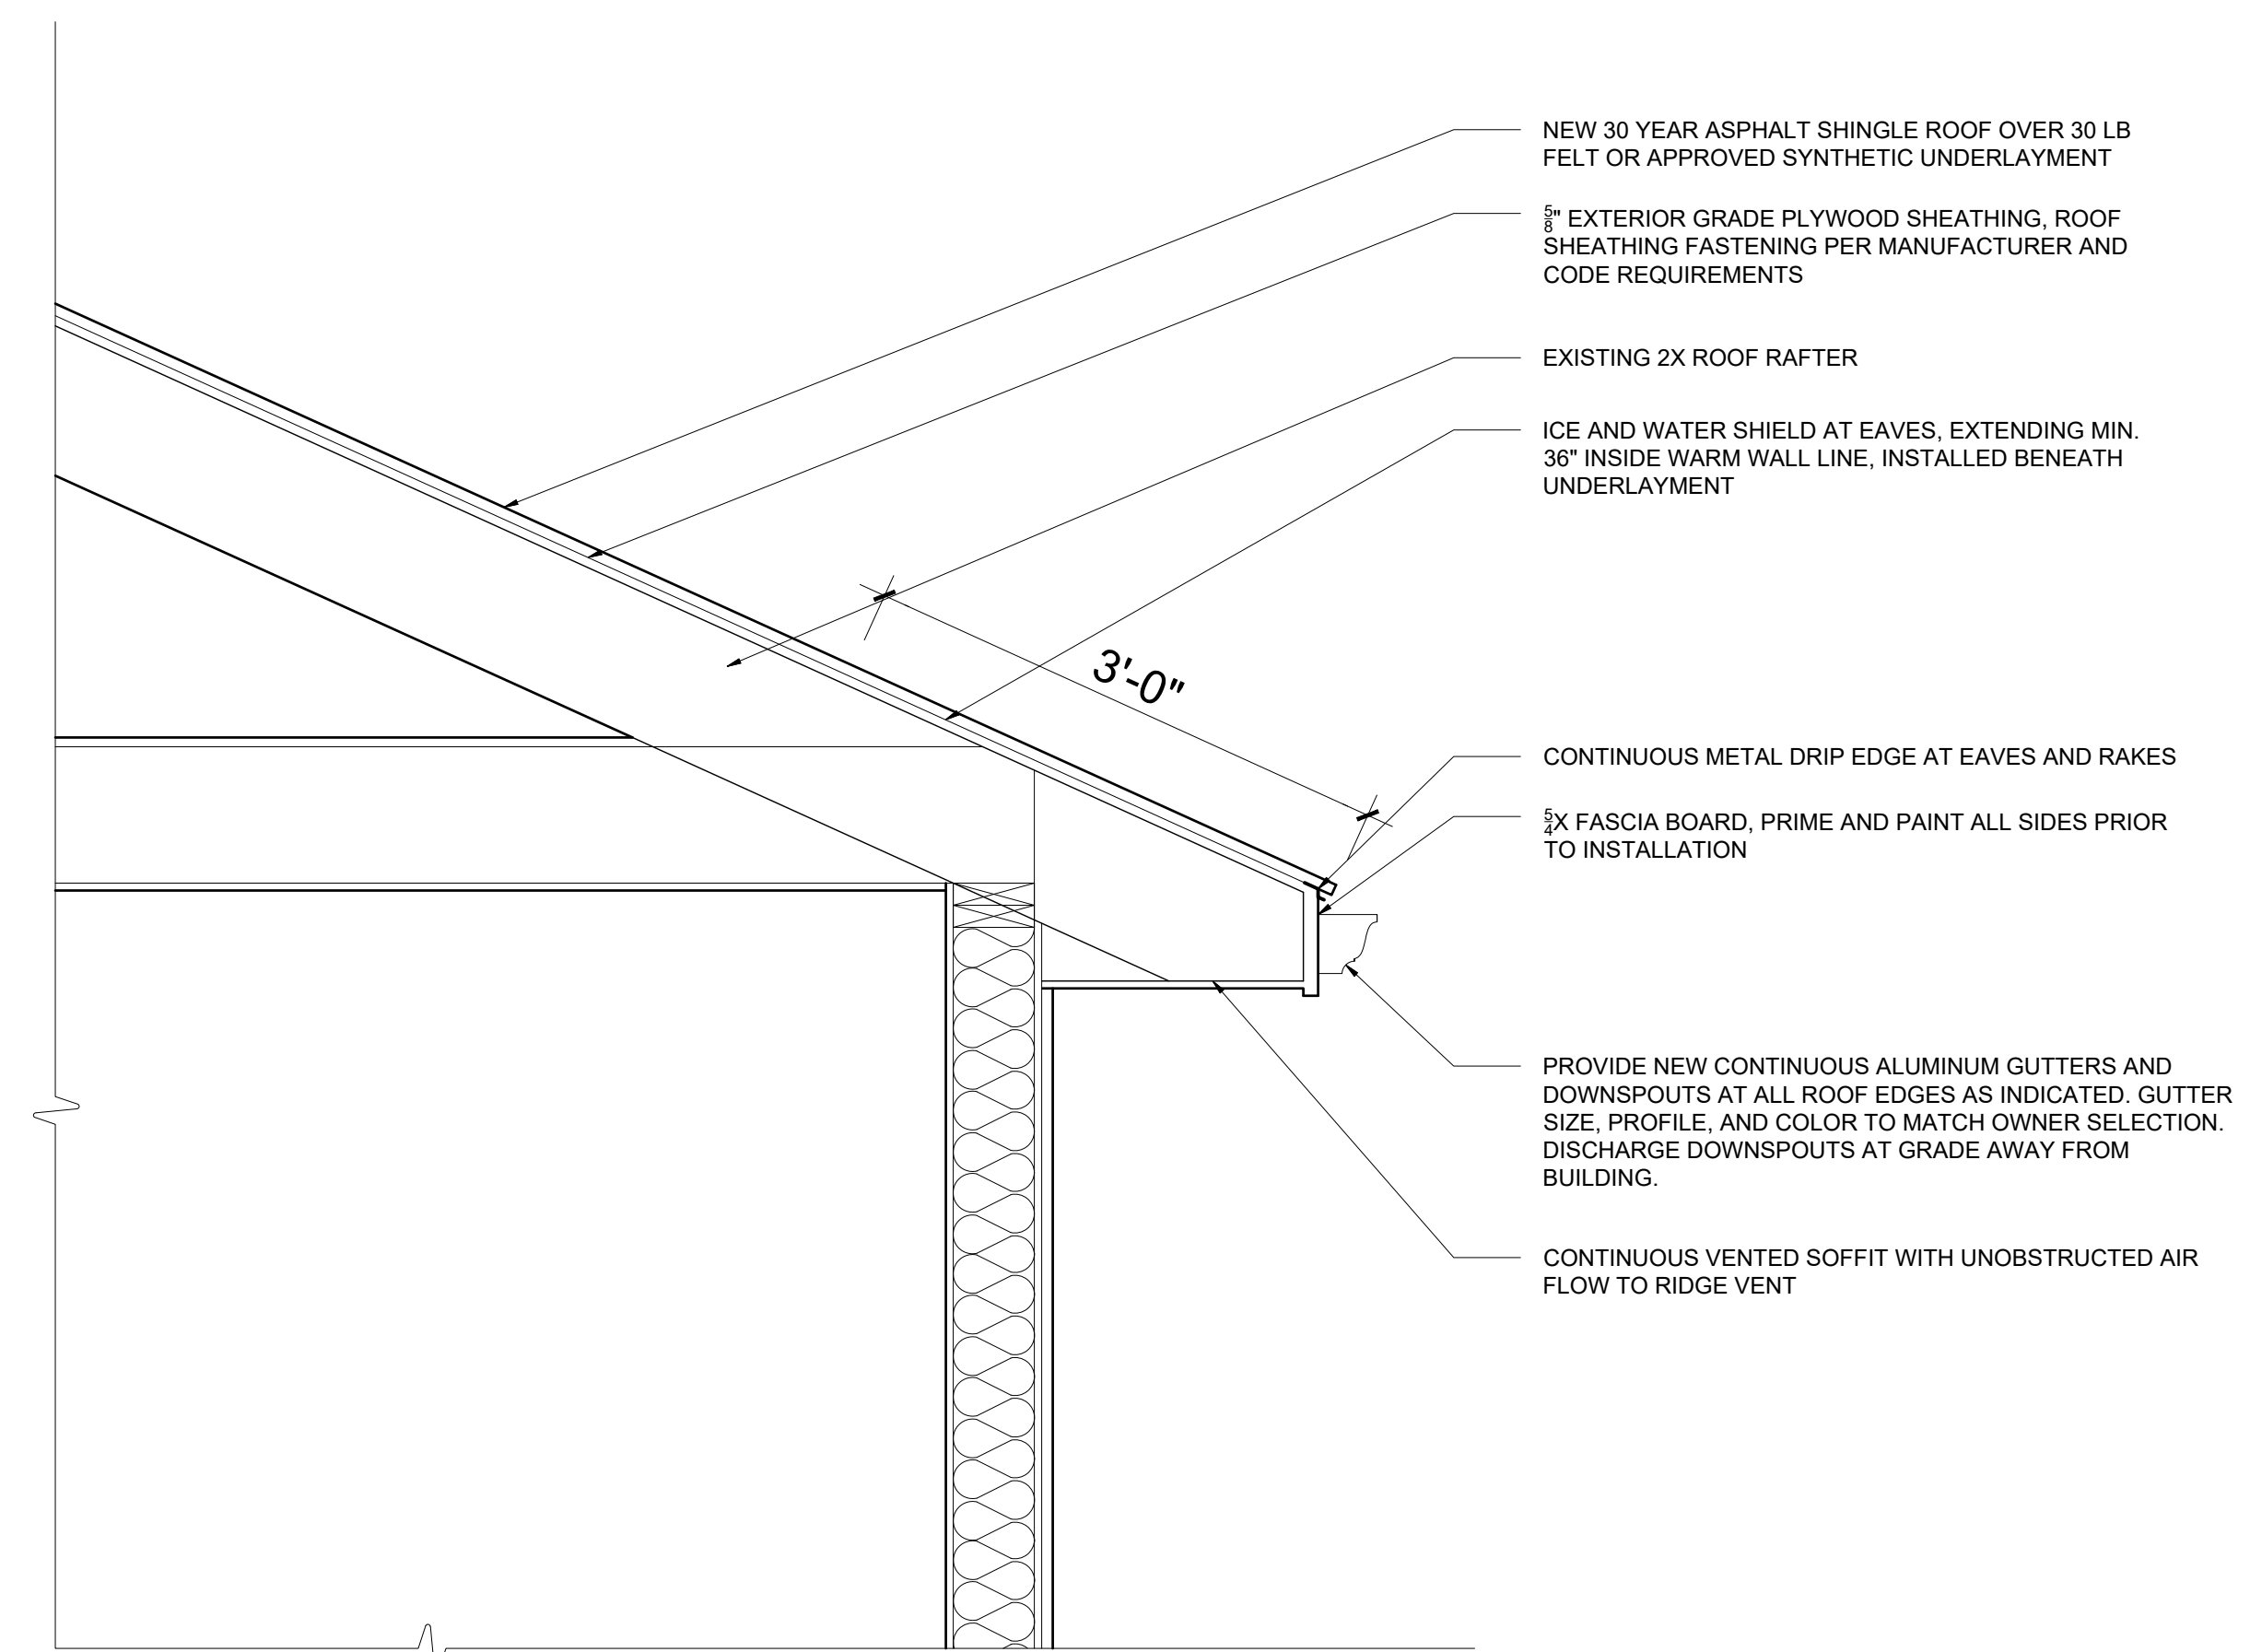 NEW 30 YEAR ASPHALT SHINGLE ROOF OVER 30 LB
FELT OR APPROVED SYNTHETIC UNDERLAYMENT
5/8" EXTERIOR GRADE PLYWOOD SHEATHING, ROOF
SHEATHING FASTENING PER MANUFACTURER AND
CODE REQUIREMENTS
EXISTING 2X ROOF RAFTER
ICE AND WATER SHIELD AT EAVES, EXTENDING MIN.
36" INSIDE WARM WALL LINE, INSTALLED BENEATH
UNDERLAYMENT
3'-0"
CONTINUOUS METAL DRIP EDGE AT EAVES AND RAKES
5/4X FASCIA BOARD, PRIME AND PAINT ALL SIDES PRIOR
TO INSTALLATION
PROVIDE NEW CONTINUOUS ALUMINUM GUTTERS AND
DOWNSPOUTS AT ALL ROOF EDGES AS INDICATED. GUTTER
SIZE, PROFILE, AND COLOR TO MATCH OWNER SELECTION.
DISCHARGE DOWNSPOUTS AT GRADE AWAY FROM
BUILDING.
CONTINUOUS VENTED SOFFIT WITH UNOBSTRUCTED AIR
FLOW TO RIDGE VENT